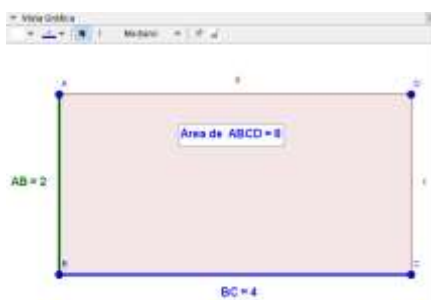 Vista Gráfica
Mediano
A
D
Area de ABCD = 8
AB = 2
B
C
BC = 4